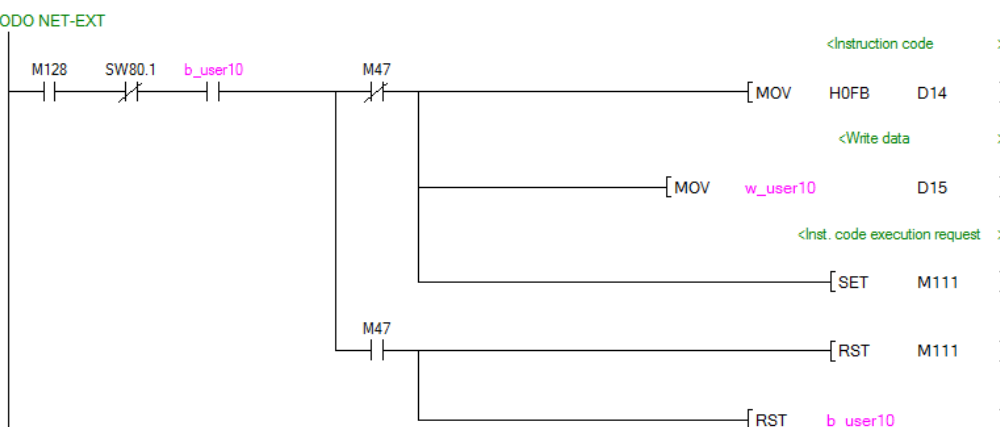 ODO NET-EXT
<Instruction code >
M128 SW80.1 b_user10 M47
MOV H0FB D14
<Write data >
MOV w_user10 D15
<Inst. code execution request >
SET M111
M47
RST M111
RST b_user10